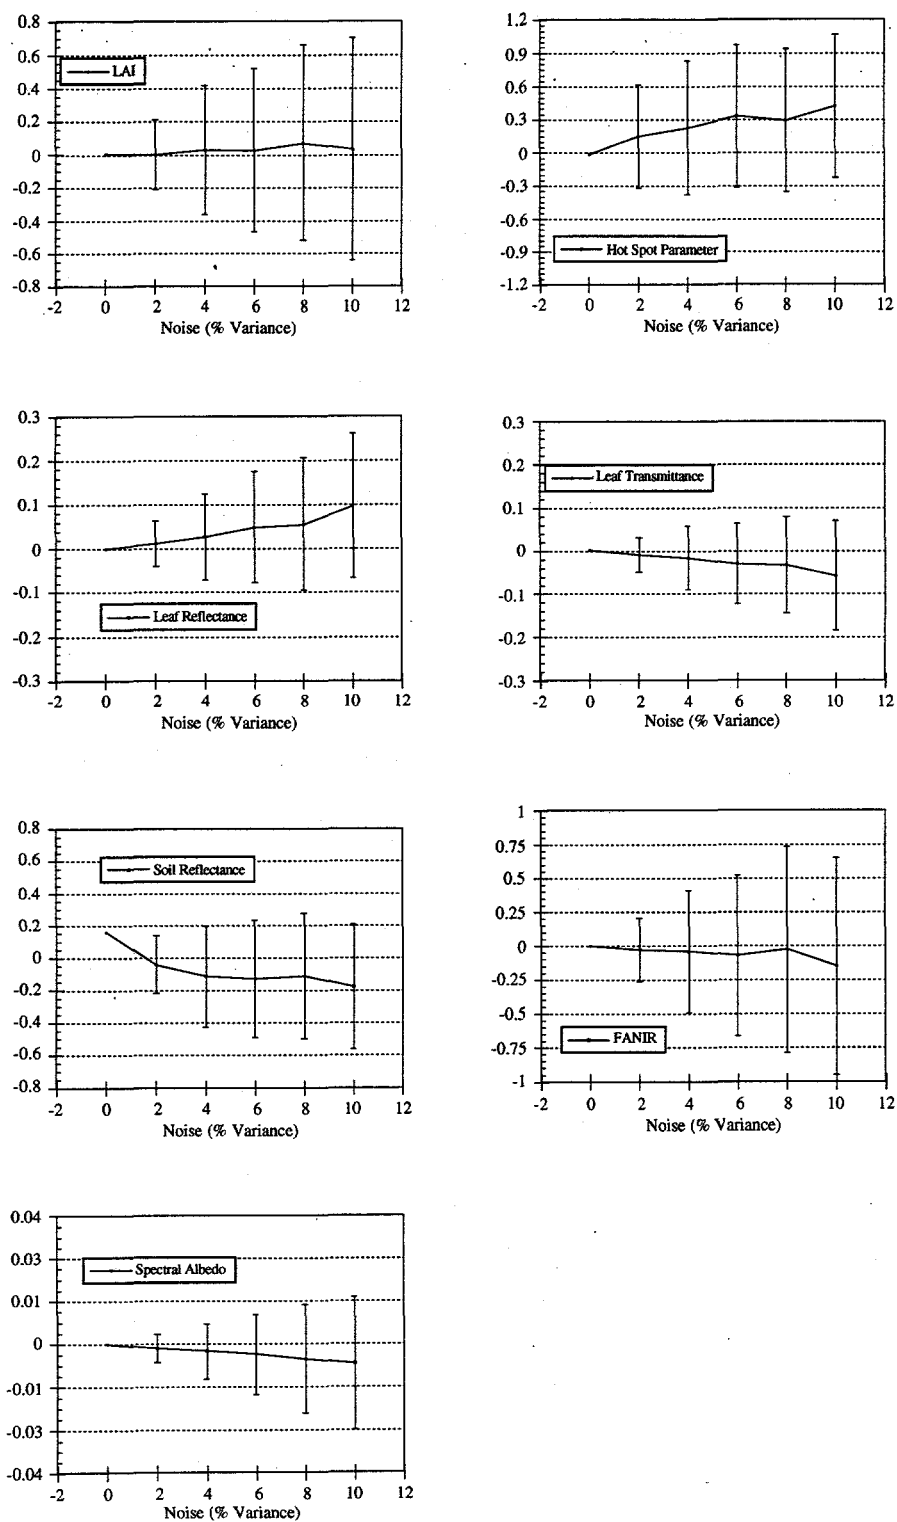 0.8
0.6
0.4
0.2
0
-0.2
-0.4
-0.6
-0.8
LAI
-2 0 2 4 6 8 10 12
Noise (% Variance)
1.2
0.9
0.6
0.3
0
-0.3
-0.6
-0.9
-1.2
Hot Spot Parameter
-2 0 2 4 6 8 10 12
Noise (% Variance)
0.3
0.2
0.1
0
-0.1
-0.2
-0.3
Leaf Reflectance
-2 0 2 4 6 8 10 12
Noise (% Variance)
0.3
0.2
0.1
0
-0.1
-0.2
-0.3
Leaf Transmittance
-2 0 2 4 6 8 10 12
Noise (% Variance)
0.8
0.6
0.4
0.2
0
-0.2
-0.4
-0.6
-0.8
Soil Reflectance
-2 0 2 4 6 8 10 12
Noise (% Variance)
1
0.75
0.5
0.25
0
-0.25
-0.5
-0.75
-1
FANIR
-2 0 2 4 6 8 10 12
Noise (% Variance)
0.04
0.03
0.01
0
-0.01
-0.03
-0.04
Spectral Albedo
-2 0 2 4 6 8 10 12
Noise (% Variance)